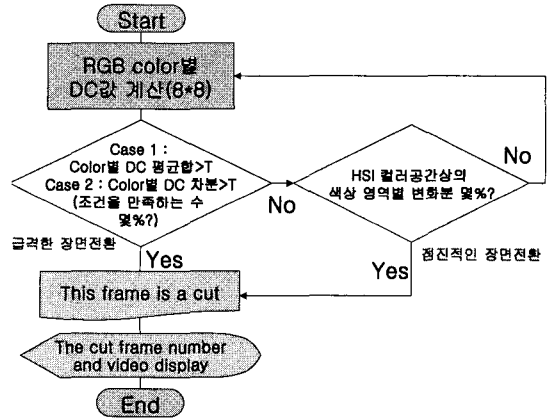 Start
RGB color별
DC값 계산(8*8)
Case 1 :
Color별 DC 평균합>T
Case 2 : Color별 DC 차분>T
(조건을 만족하는 수
몇%?)
No
HSI 컬러공간상의
색상 영역별 변화분 몇%?
No
급격한 장면전환
Yes
Yes
점진적인 장면전환
This frame is a cut
The cut frame number
and video display
End